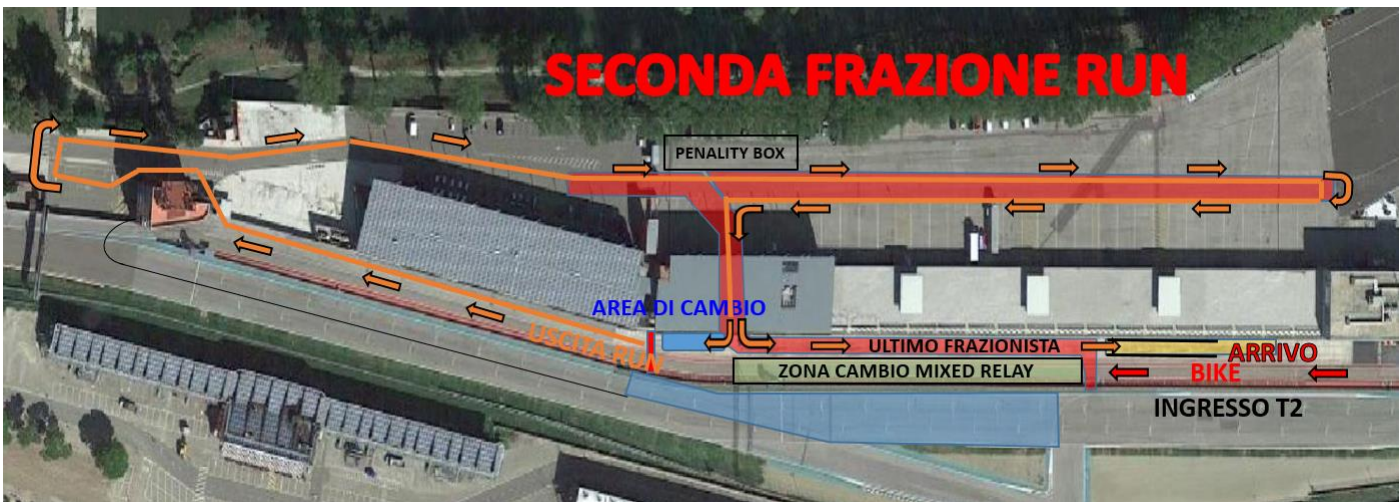 SECONDA FRAZIONE RUN
PENALITY BOX
AREA DI CAMBIO
USCITA RUN
ULTIMO FRAZIONISTA
ARRIVO
ZONA CAMBIO MIXED RELAY
BIKE
INGRESSO T2